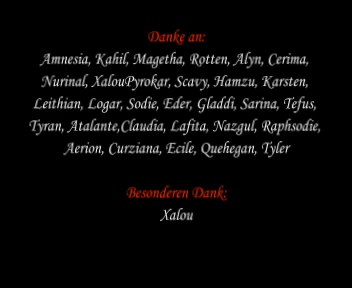 Danke an:
Amnesia, Kahil, Magetha, Rotten, Alyn, Cerima,
Nurinal, XalouPyrokar, Scavy, Hamzu, Karsten,
Leithian, Logar, Sodie, Eder, Gladdi, Sarina, Tefus,
Tyran, Atalante,Claudia, Lafita, Nazgul, Raphsodie,
Aerion, Curziana, Ecile, Quehegan, Tyler
Besonderen Dank:
Xalou